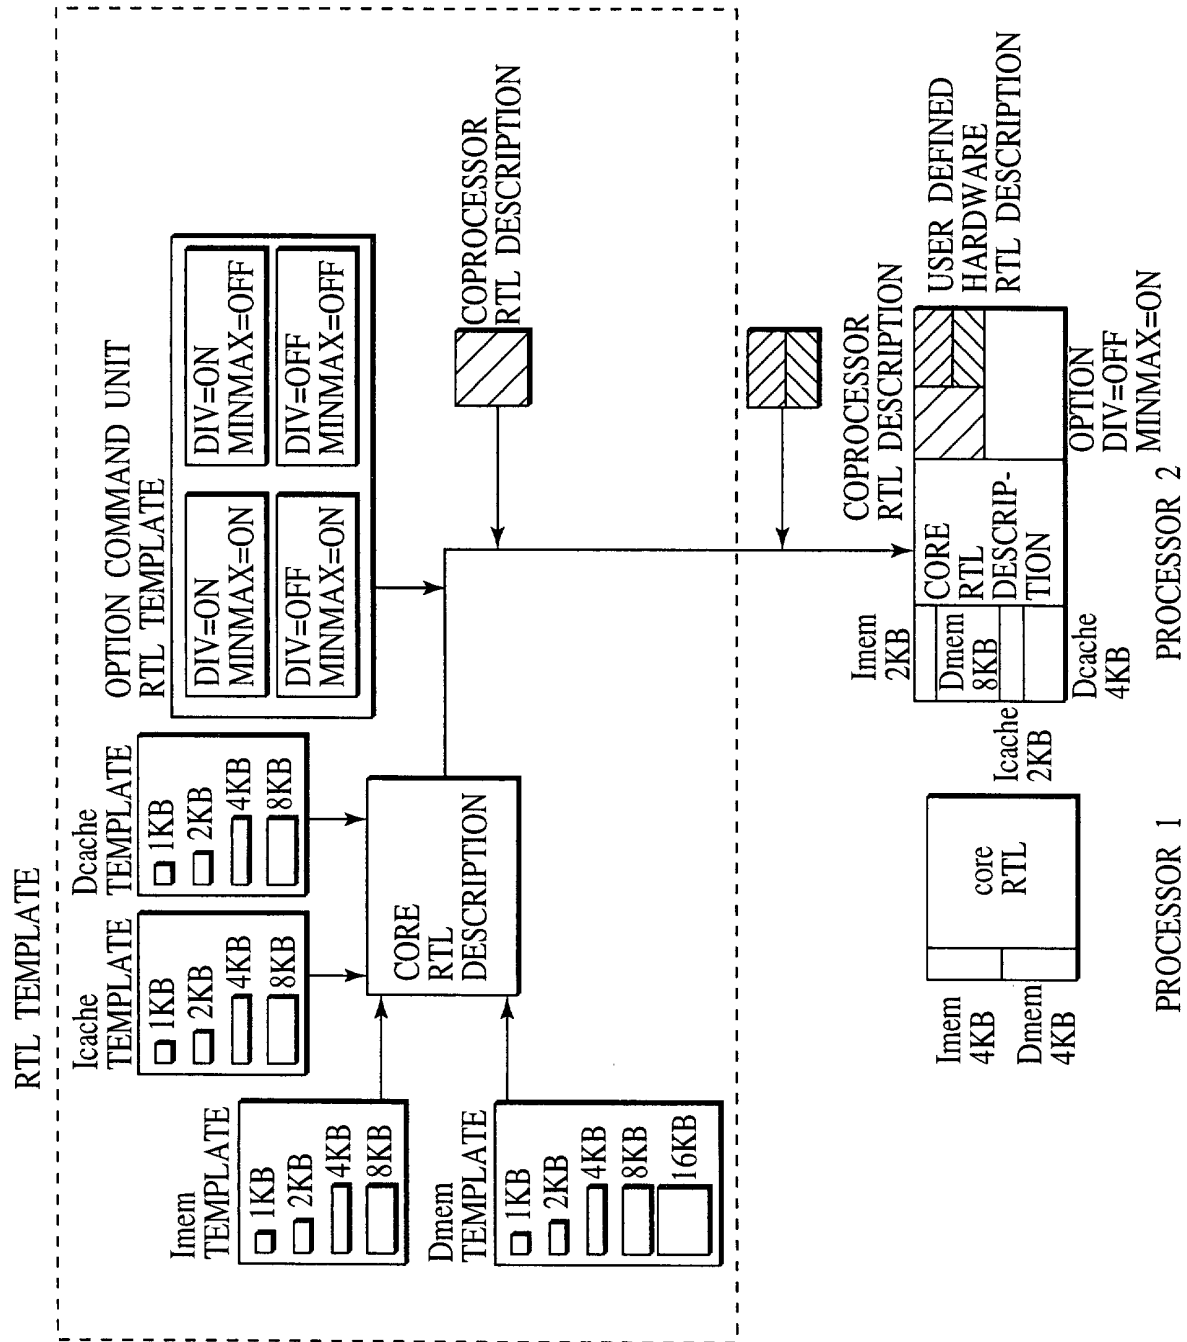 RTL TEMPLATE
Imem
TEMPLATE
1KB
2KB
4KB
8KB
Icache
TEMPLATE
1KB
2KB
4KB
8KB
Dcache
TEMPLATE
1KB
2KB
4KB
8KB
OPTION COMMAND UNIT
RTL TEMPLATE
DIV=ON
MINMAX=ON
DIV=ON
MINMAX=OFF
DIV=OFF
MINMAX=ON
DIV=OFF
MINMAX=OFF
Dmem
TEMPLATE
1KB
2KB
4KB
8KB
16KB
CORE
RTL
DESCRIPTION
COPROCESSOR
RTL DESCRIPTION
Imem
4KB
Dmem
4KB
core
RTL
PROCESSOR 1
Imem
2KB
Dmem
8KB
Icache
2KB
Dcache
4KB
CORE
RTL
DESCRIP-
TION
COPROCESSOR
RTL DESCRIPTION
USER DEFINED
HARDWARE
RTL DESCRIPTION
OPTION
DIV=OFF
MINMAX=ON
PROCESSOR 2